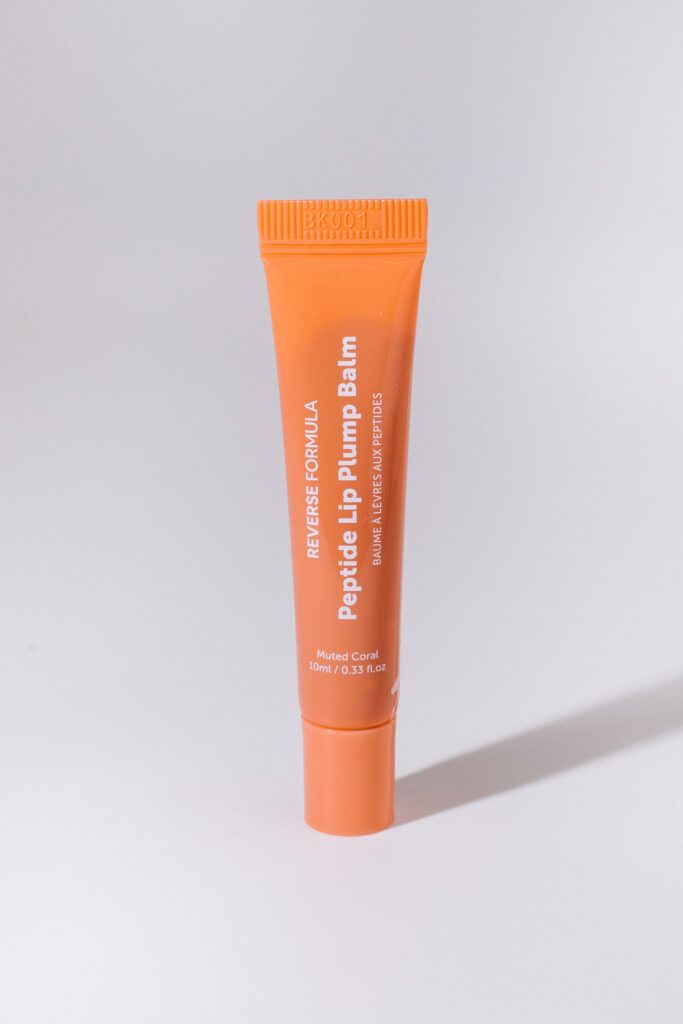 BK001
REVERSE FORMULA
Peptide Lip Plump Balm
BAUME À LÈVRES AUX PEPTIDES
Muted Coral
10ml / 0.33 fl.oz